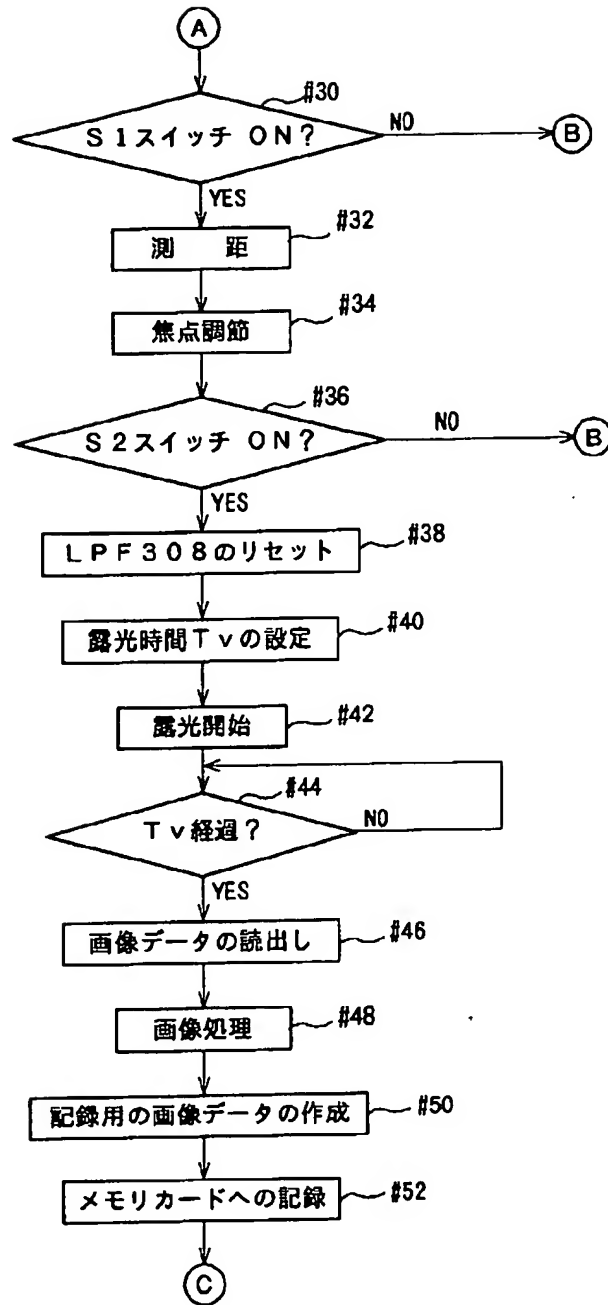 A
#30
S1スイッチ ON?
NO
B
YES
#32
測 距
#34
焦点調節
#36
S2スイッチ ON?
NO
B
YES
#38
LPF308のリセット
#40
露光時間Tvの設定
#42
露光開始
#44
Tv経過?
NO
YES
#46
画像データの読出し
#48
画像処理
#50
記録用の画像データの作成
#52
メモリカードへの記録
C